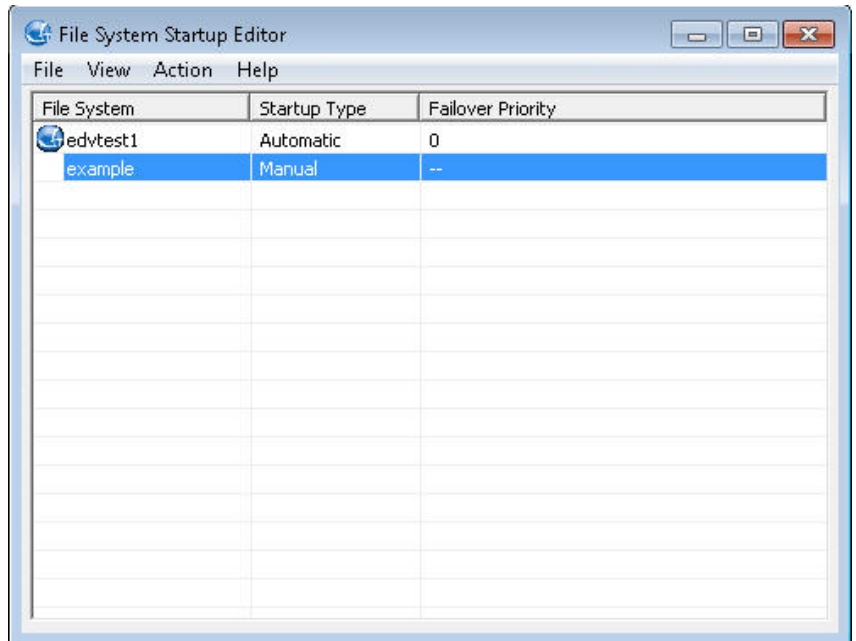 File System Startup Editor
File View Action Help
File System Startup Type Failover Priority
edvtest1 Automatic 0
example Manual --